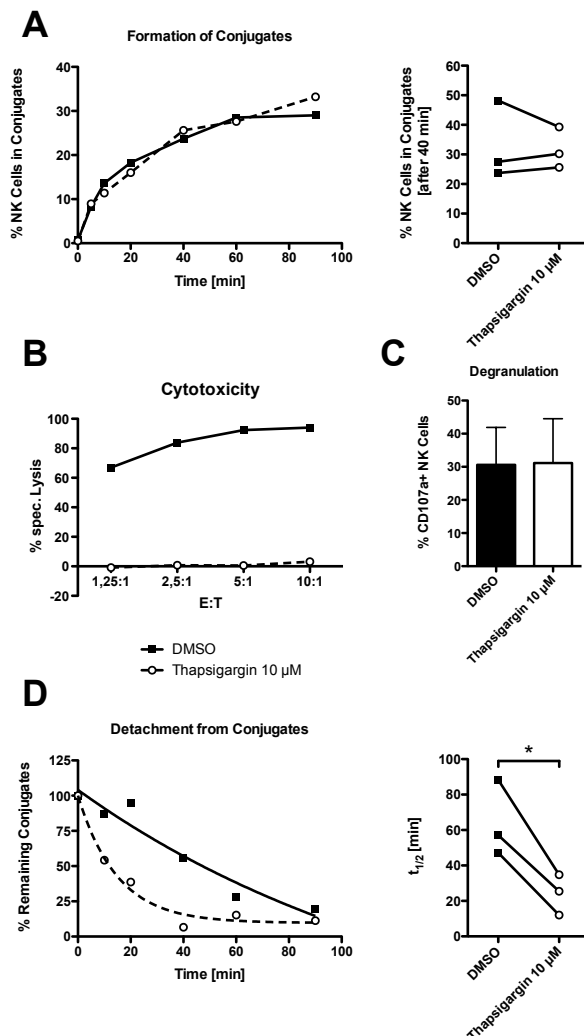 A
Formation of Conjugates
% NK Cells in Conjugates
40
30
20
10
0
0 20 40 60 80 100
Time [min]
% NK Cells in Conjugates
[after 40 min]
60
50
40
30
20
10
0
DMSO
Thapsigargin 10 µM
B
Cytotoxicity
% spec. Lysis
100
80
60
40
20
0
-20
1,25:1 2,5:1 5:1 10:1
E:T
DMSO
Thapsigargin 10 µM
C
Degranulation
% CD107a+ NK Cells
50
40
30
20
10
0
DMSO
Thapsigargin 10 µM
D
Detachment from Conjugates
% Remaining Conjugates
125
100
75
50
25
0
0 20 40 60 80 100
Time [min]
*
t1/2 [min]
100
80
60
40
20
0
DMSO
Thapsigargin 10 µM